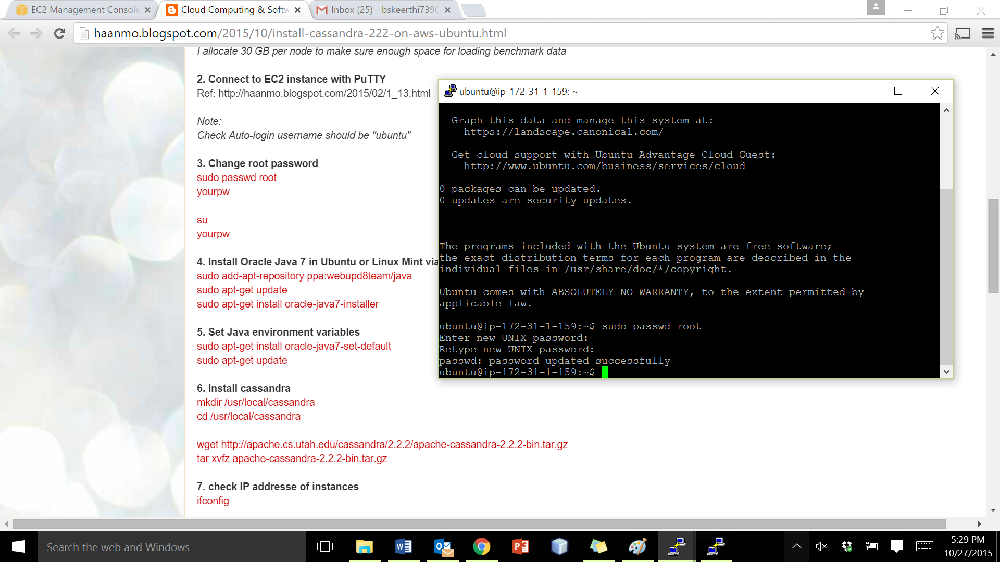 EC2 Management Console
Cloud Computing & Softw
Inbox (25) - bskeerthi7390
haanmo.blogspot.com/2015/10/install-cassandra-222-on-aws-ubuntu.html
I allocate 30 GB per node to make sure enough space for loading benchmark data
2. Connect to EC2 instance with PuTTY
Ref: http://haanmo.blogspot.com/2015/02/1_13.html
Note:
Check Auto-login username should be "ubuntu"
3. Change root password
sudo passwd root
yourpw
su
yourpw
4. Install Oracle Java 7 in Ubuntu or Linux Mint via
sudo add-apt-repository ppa:webupd8team/java
sudo apt-get update
sudo apt-get install oracle-java7-installer
5. Set Java environment variables
sudo apt-get install oracle-java7-set-default
sudo apt-get update
6. Install cassandra
mkdir /usr/local/cassandra
cd /usr/local/cassandra
wget http://apache.cs.utah.edu/cassandra/2.2.2/apache-cassandra-2.2.2-bin.tar.gz
tar xvfz apache-cassandra-2.2.2-bin.tar.gz
7. check IP addresse of instances
ifconfig
ubuntu@ip-172-31-1-159: ~
Graph this data and manage this system at:
https://landscape.canonical.com/
Get cloud support with Ubuntu Advantage Cloud Guest:
http://www.ubuntu.com/business/services/cloud
0 packages can be updated.
0 updates are security updates.
The programs included with the Ubuntu system are free software;
the exact distribution terms for each program are described in the
individual files in /usr/share/doc/*/copyright.
Ubuntu comes with ABSOLUTELY NO WARRANTY, to the extent permitted by
applicable law.
ubuntu@ip-172-31-1-159:~$ sudo passwd root
Enter new UNIX password:
Retype new UNIX password:
passwd: password updated successfully
ubuntu@ip-172-31-1-159:~$
Search the web and Windows
5:29 PM
10/27/2015